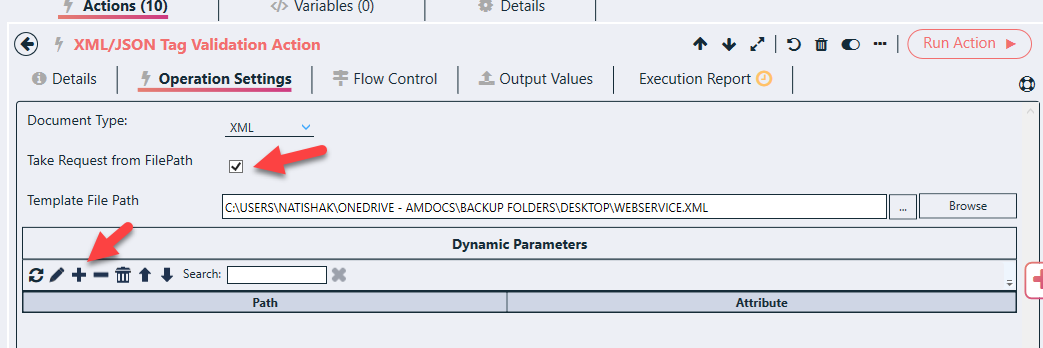 Actions (10) Variables (0) Details
XML/JSON Tag Validation Action Run Action
Details Operation Settings Flow Control Output Values Execution Report
Document Type: XML
Take Request from FilePath
Template File Path C:\USERS\NATISHAK\ONEDRIVE - AMDOCS\BACKUP FOLDERS\DESKTOP\WEBSERVICE.XML ... Browse
Dynamic Parameters
Search:
Path Attribute